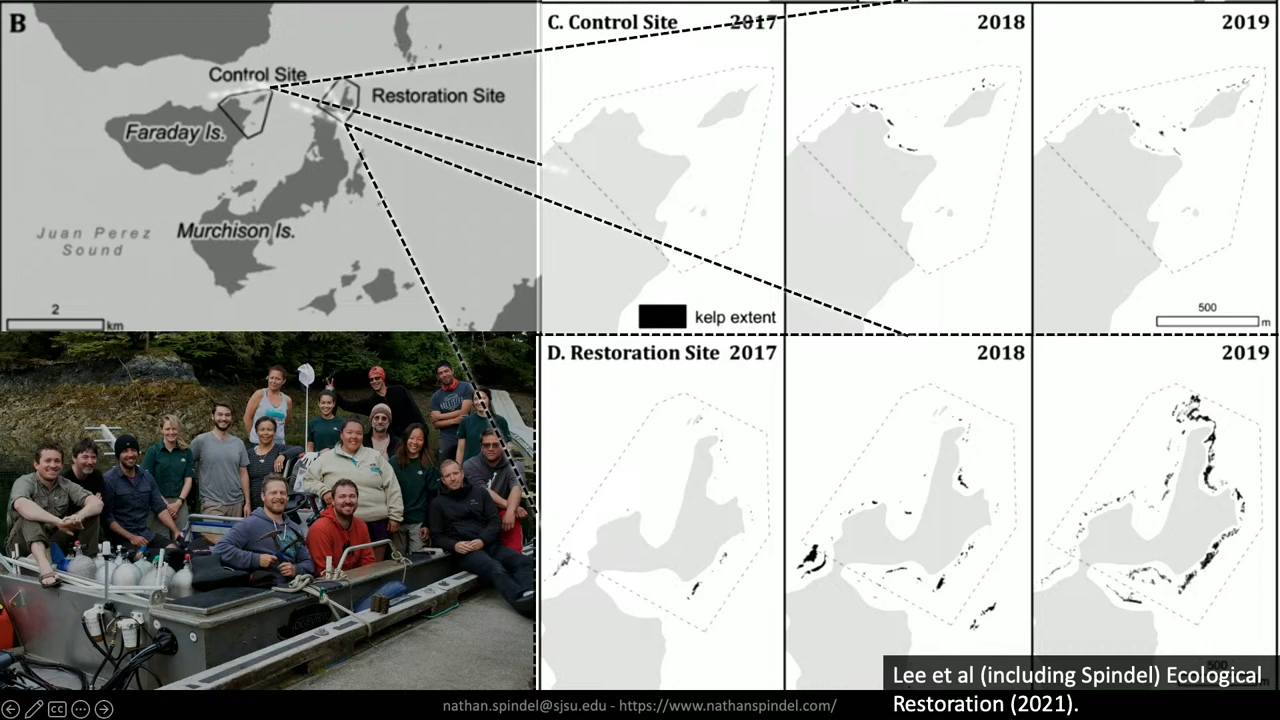 B
Control Site
Restoration Site
Faraday Is.
Juan Perez
Sound
Murchison Is.
2
km
C. Control Site 2017
2018
2019
kelp extent
500
m
D. Restoration Site 2017
2018
2019
500
m
Lee et al (including Spindel) Ecological
Restoration (2021).
CC
nathan.spindel@sjsu.edu - https://www.nathanspindel.com/